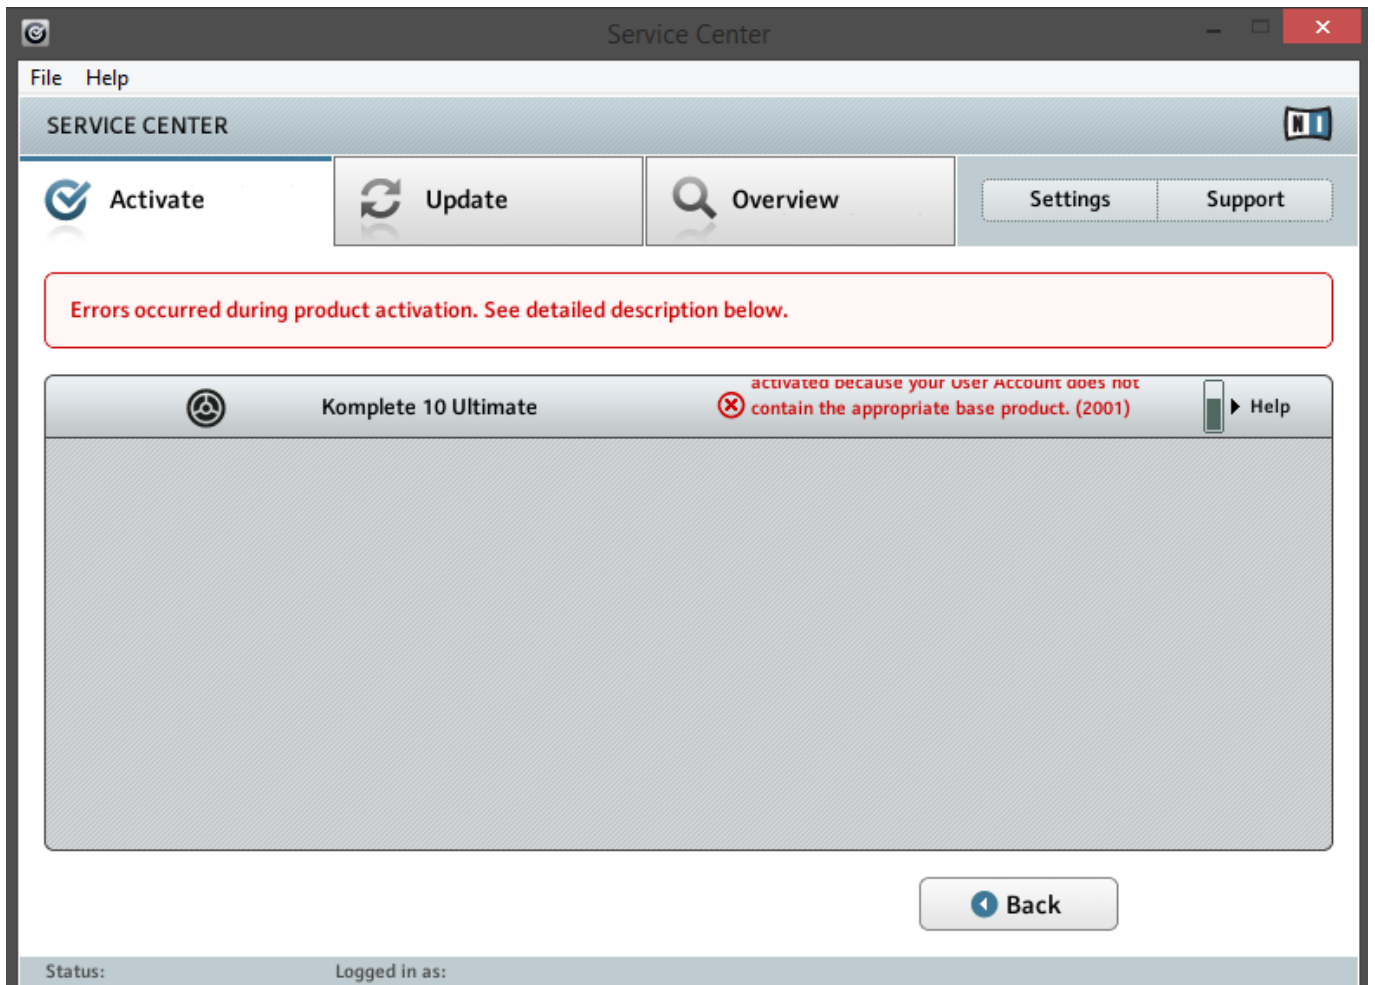 Service Center
File Help
SERVICE CENTER
NI
Activate
Update
Overview
Settings
Support
Errors occurred during product activation. See detailed description below.
Komplete 10 Ultimate
activated because your User Account does not
contain the appropriate base product. (2001)
Help
Back
Status:
Logged in as: